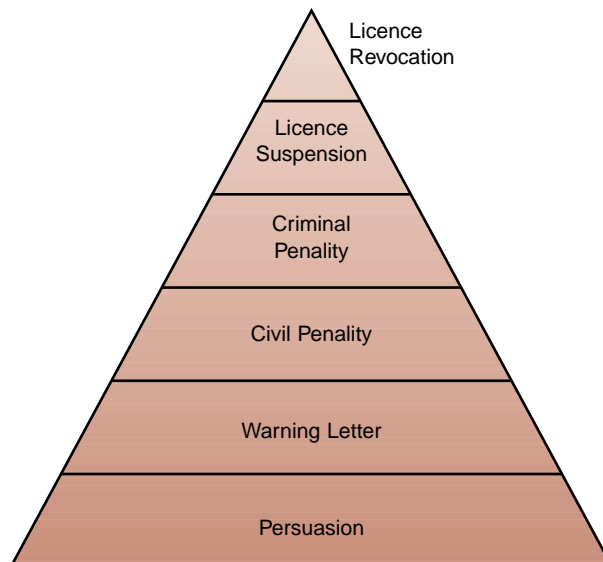 Licence
Revocation
Licence
Suspension
Criminal
Penality
Civil Penality
Warning Letter
Persuasion